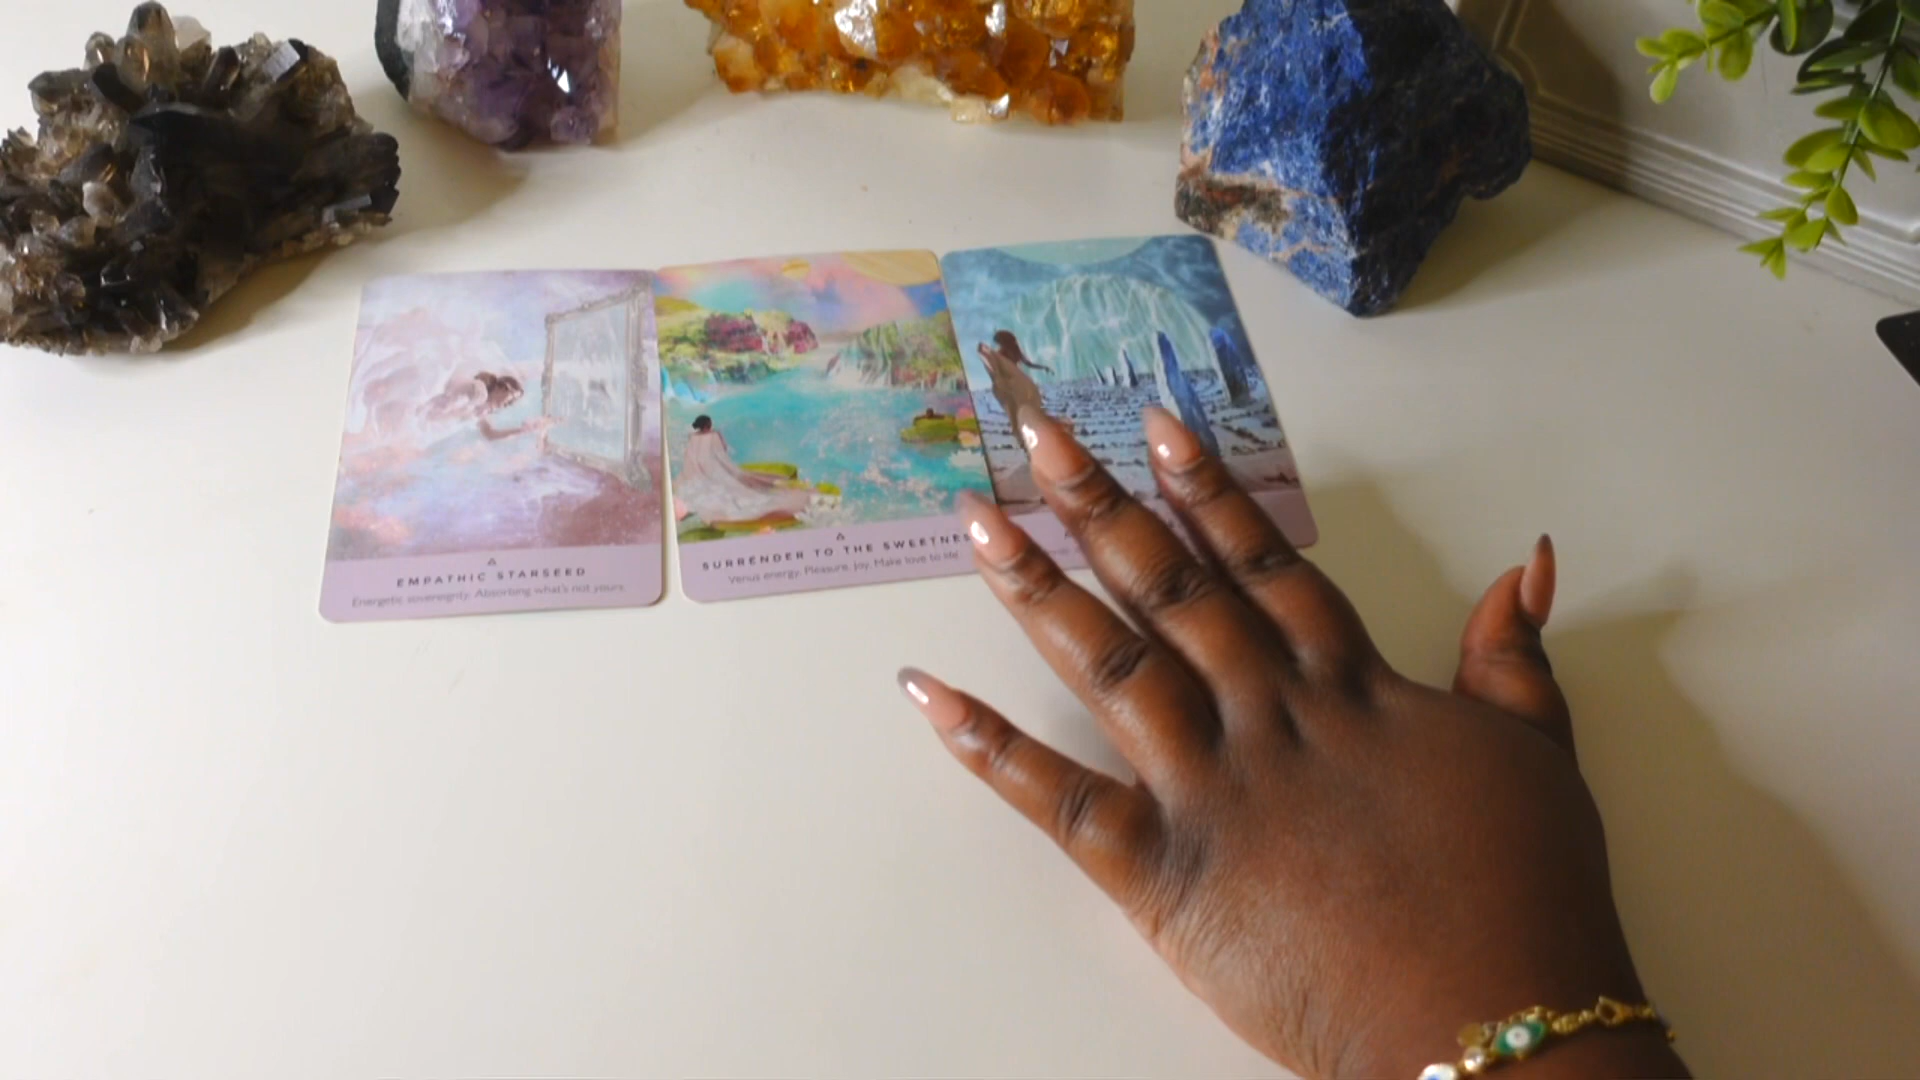 EMPATHIC STARSEED
Energetic sovereignty. Absorbing what's not yours.
SURRENDER TO THE SWEETNES
Venus energy. Pleasure, joy. Make love to life.